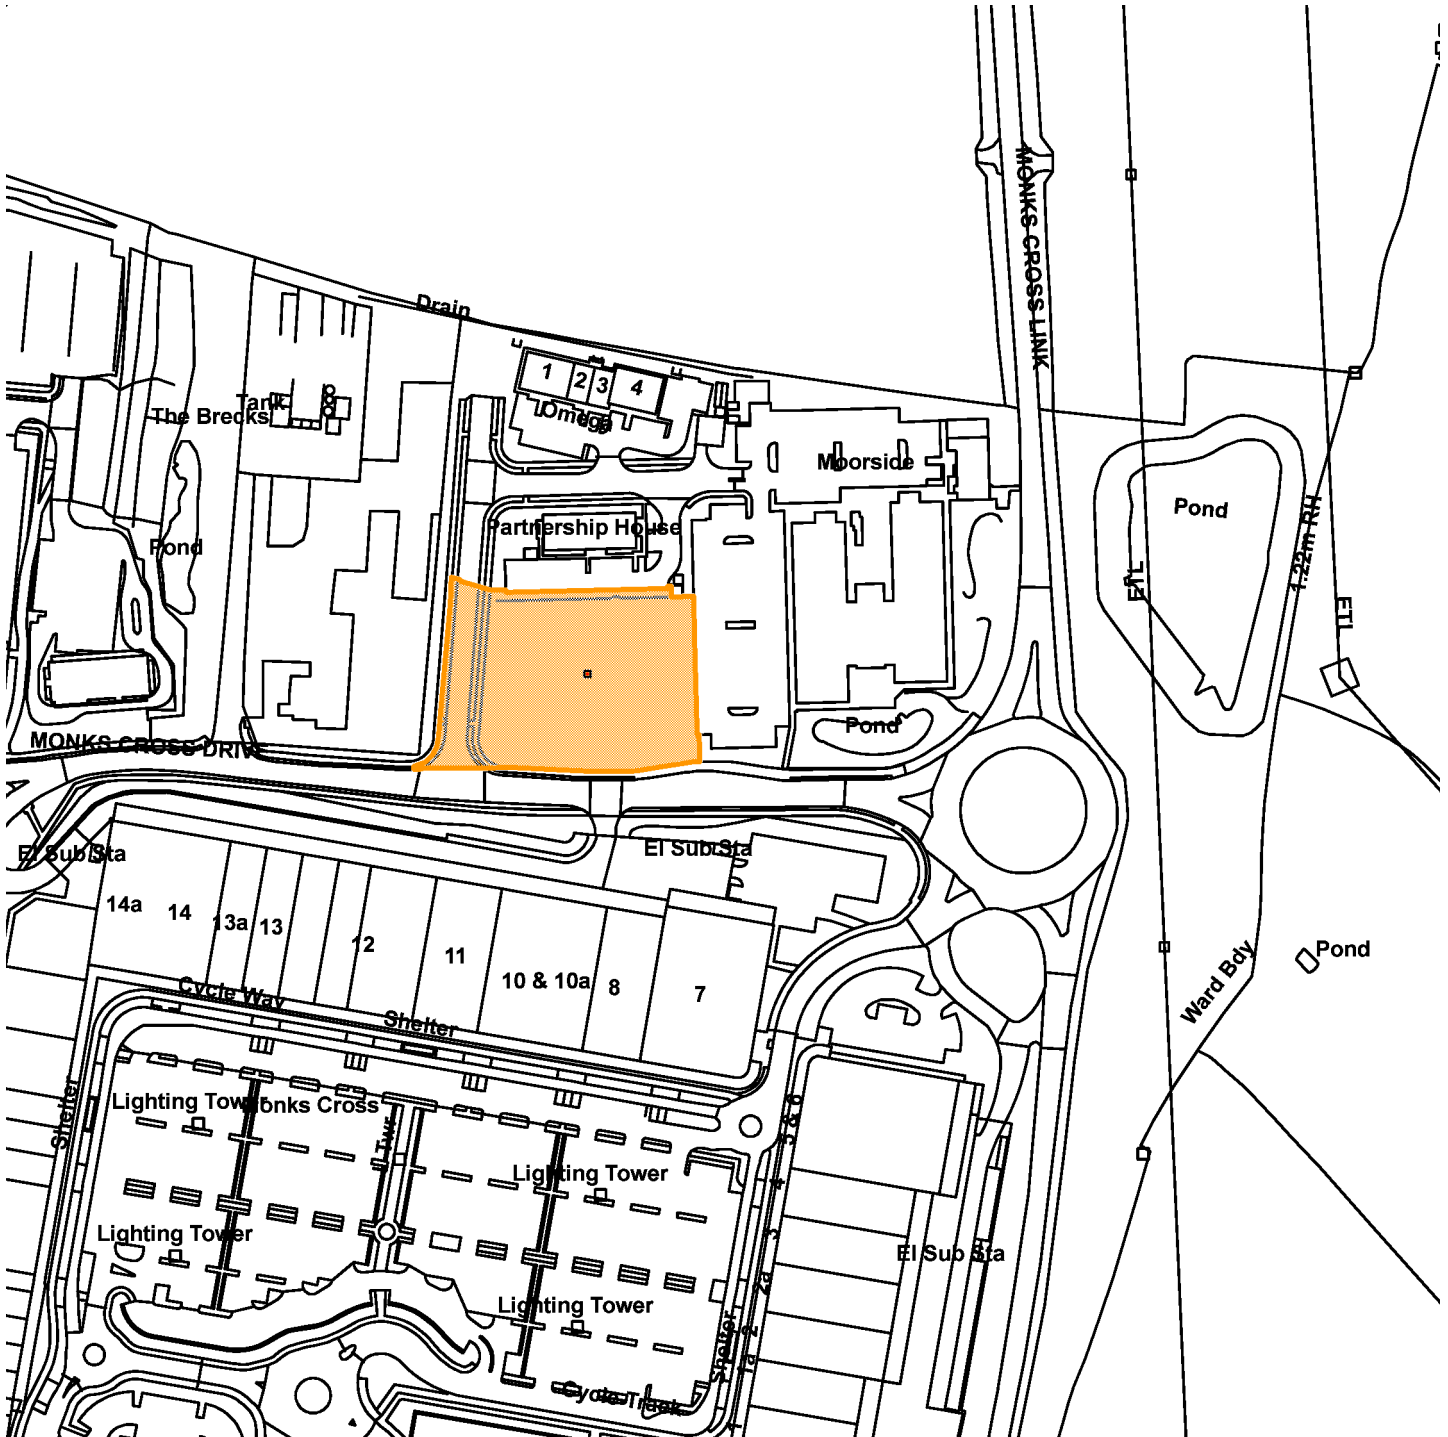 MONKS CROSS LINK
Drain
1
2
3
4
Tank
The Brecks
Omega
Moorside
Pond
1.22m RH
Partnership House
Pond
ETL
ETL
Pond
MONKS CROSS DRIVE
El Sub Sta
El Sub Sta
14a
14
13a
13
12
11
10 & 10a
8
7
Pond
Ward Bdy
Cycle Way
Shelter
Shelter
Lighting Tower
Monks Cross
L Twr
5 & 6
4
Lighting Tower
Lighting Tower
3
El Sub Sta
2a
Lighting Tower
2
Shelter
1a
Cycle Track
1